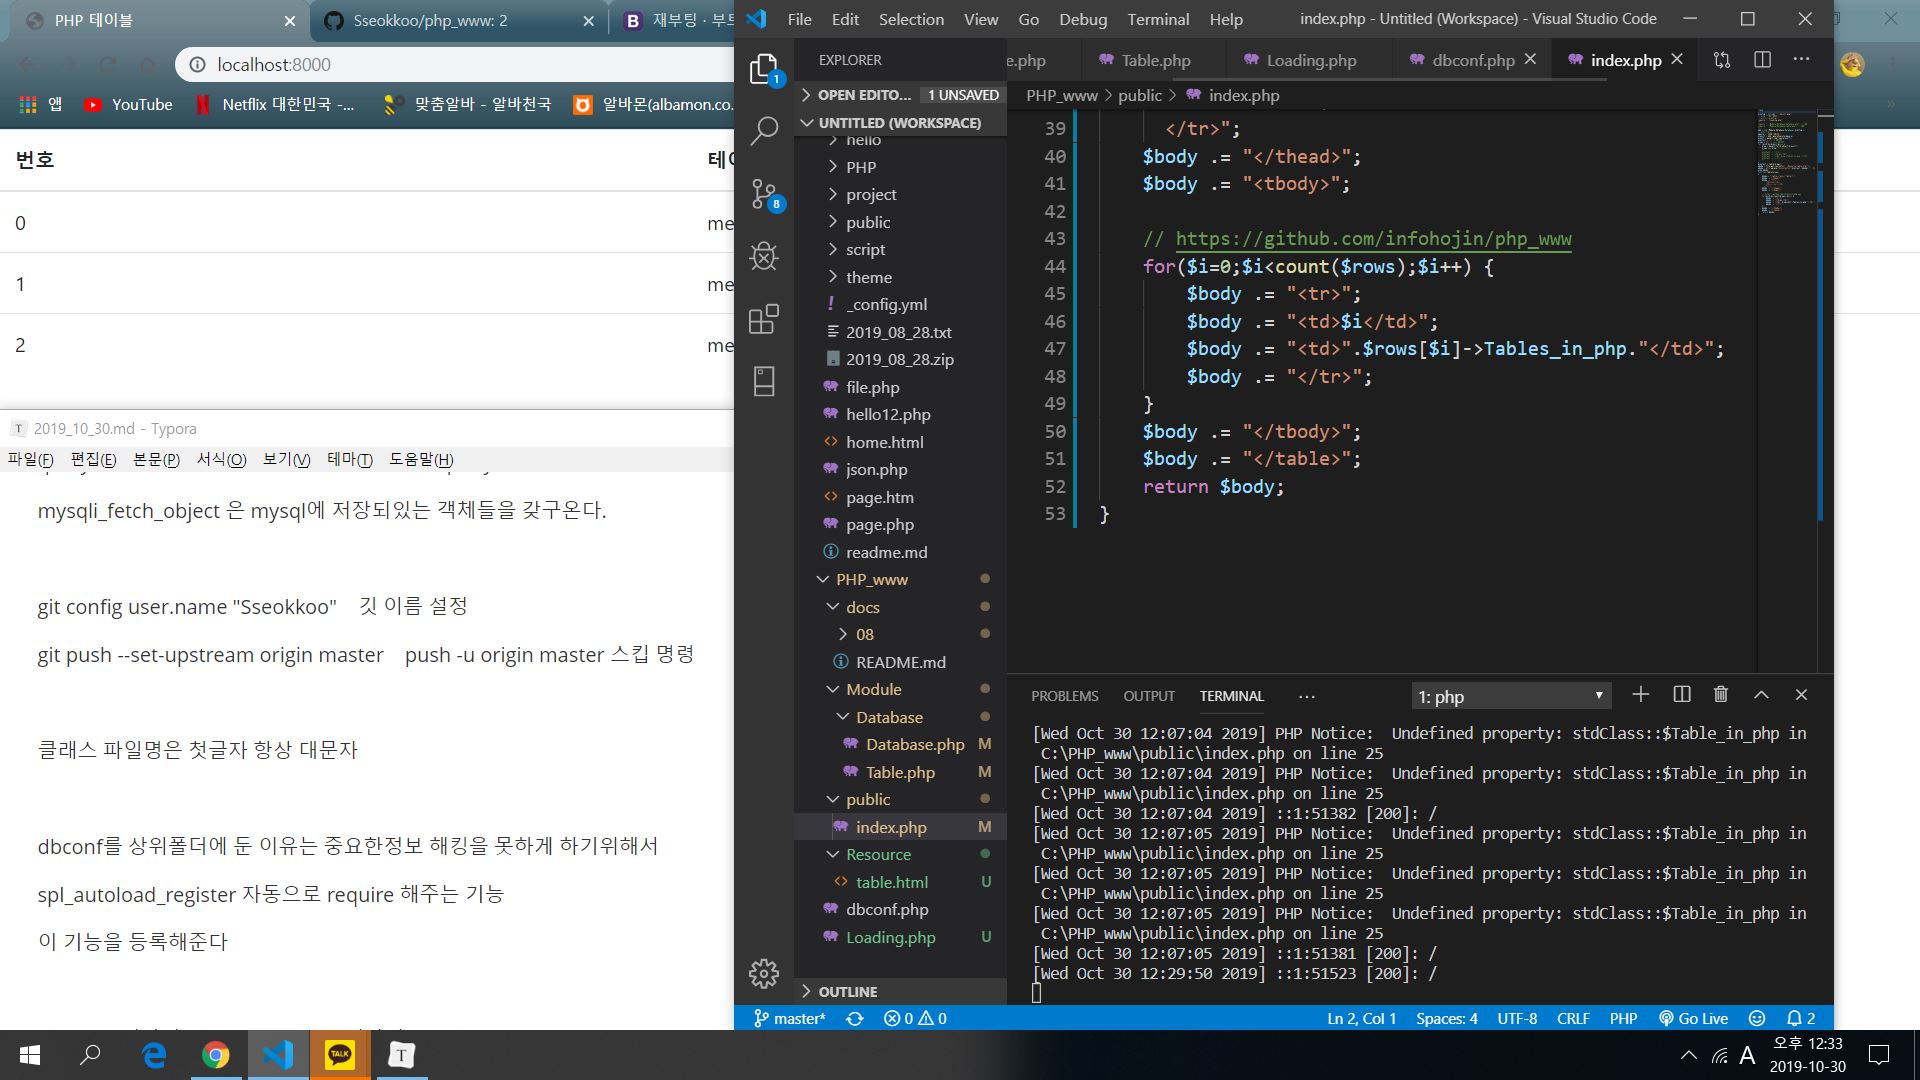 PHP 테이블
Sseokkoo/php_www: 2
재부팅 · 부트
localhost:8000
앱
YouTube
Netflix 대한민국 -...
맞춤알바 - 알바천국
알바몬(albamon.co.
번호
0 me
1 me
2 me
2019_10_30.md - Typora
파일(F) 편집(E) 본문(P) 서식(O) 보기(V) 테마(T) 도움말(H)
mysqli_fetch_object 은 mysql에 저장되있는 객체들을 갖구온다.
git config user.name "Sseokkoo" 깃 이름 설정
git push --set-upstream origin master push -u origin master 스킵 명령
클래스 파일명은 첫글자 항상 대문자
dbconf를 상위폴더에 둔 이유는 중요한정보 해킹을 못하게 하기위해서
spl_autoload_register 자동으로 require 해주는 기능
이 기능을 등록해준다
File Edit Selection View Go Debug Terminal Help
index.php - Untitled (Workspace) - Visual Studio Code
EXPLORER
1
8
OPEN EDITO... 1 UNSAVED
UNTITLED (WORKSPACE)
hello
PHP
project
public
script
theme
_config.yml
2019_08_28.txt
2019_08_28.zip
file.php
hello12.php
home.html
json.php
page.htm
page.php
readme.md
PHP_www
docs
08
README.md
Module
Database
Database.php M
Table.php M
public
index.php M
Resource
table.html U
dbconf.php
Loading.php U
OUTLINE
e.php Table.php Loading.php dbconf.php index.php
PHP_www > public > index.php
39 </tr>";
40 $body .= "</thead>";
41 $body .= "<tbody>";
42
43 // https://github.com/infohojin/php_www
44 for($i=0;$i<count($rows);$i++) {
45 $body .= "<tr>";
46 $body .= "<td>$i</td>";
47 $body .= "<td>".$rows[$i]->Tables_in_php."</td>";
48 $body .= "</tr>";
49 }
50 $body .= "</tbody>";
51 $body .= "</table>";
52 return $body;
53 }
PROBLEMS OUTPUT TERMINAL ... 1: php
[Wed Oct 30 12:07:04 2019] PHP Notice:  Undefined property: stdClass::$Table_in_php in
C:\PHP_www\public\index.php on line 25
[Wed Oct 30 12:07:04 2019] PHP Notice:  Undefined property: stdClass::$Table_in_php in
C:\PHP_www\public\index.php on line 25
[Wed Oct 30 12:07:04 2019] ::1:51382 [200]: /
[Wed Oct 30 12:07:05 2019] PHP Notice:  Undefined property: stdClass::$Table_in_php in
C:\PHP_www\public\index.php on line 25
[Wed Oct 30 12:07:05 2019] PHP Notice:  Undefined property: stdClass::$Table_in_php in
C:\PHP_www\public\index.php on line 25
[Wed Oct 30 12:07:05 2019] PHP Notice:  Undefined property: stdClass::$Table_in_php in
C:\PHP_www\public\index.php on line 25
[Wed Oct 30 12:07:05 2019] ::1:51381 [200]: /
[Wed Oct 30 12:29:50 2019] ::1:51523 [200]: /
master* 0 0 Ln 2, Col 1 Spaces: 4 UTF-8 CRLF PHP Go Live 2
TALK
T
A
오후 12:33
2019-10-30